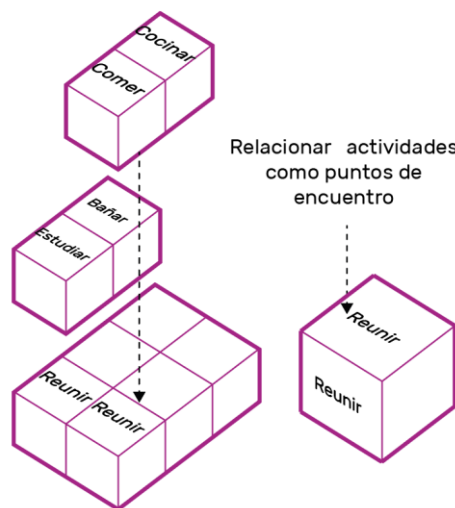 Cocinar
Comer
Relacionar actividades
como puntos de
encuentro
Bañar
Estudiar
Reunir
Reunir
Reunir
Reunir